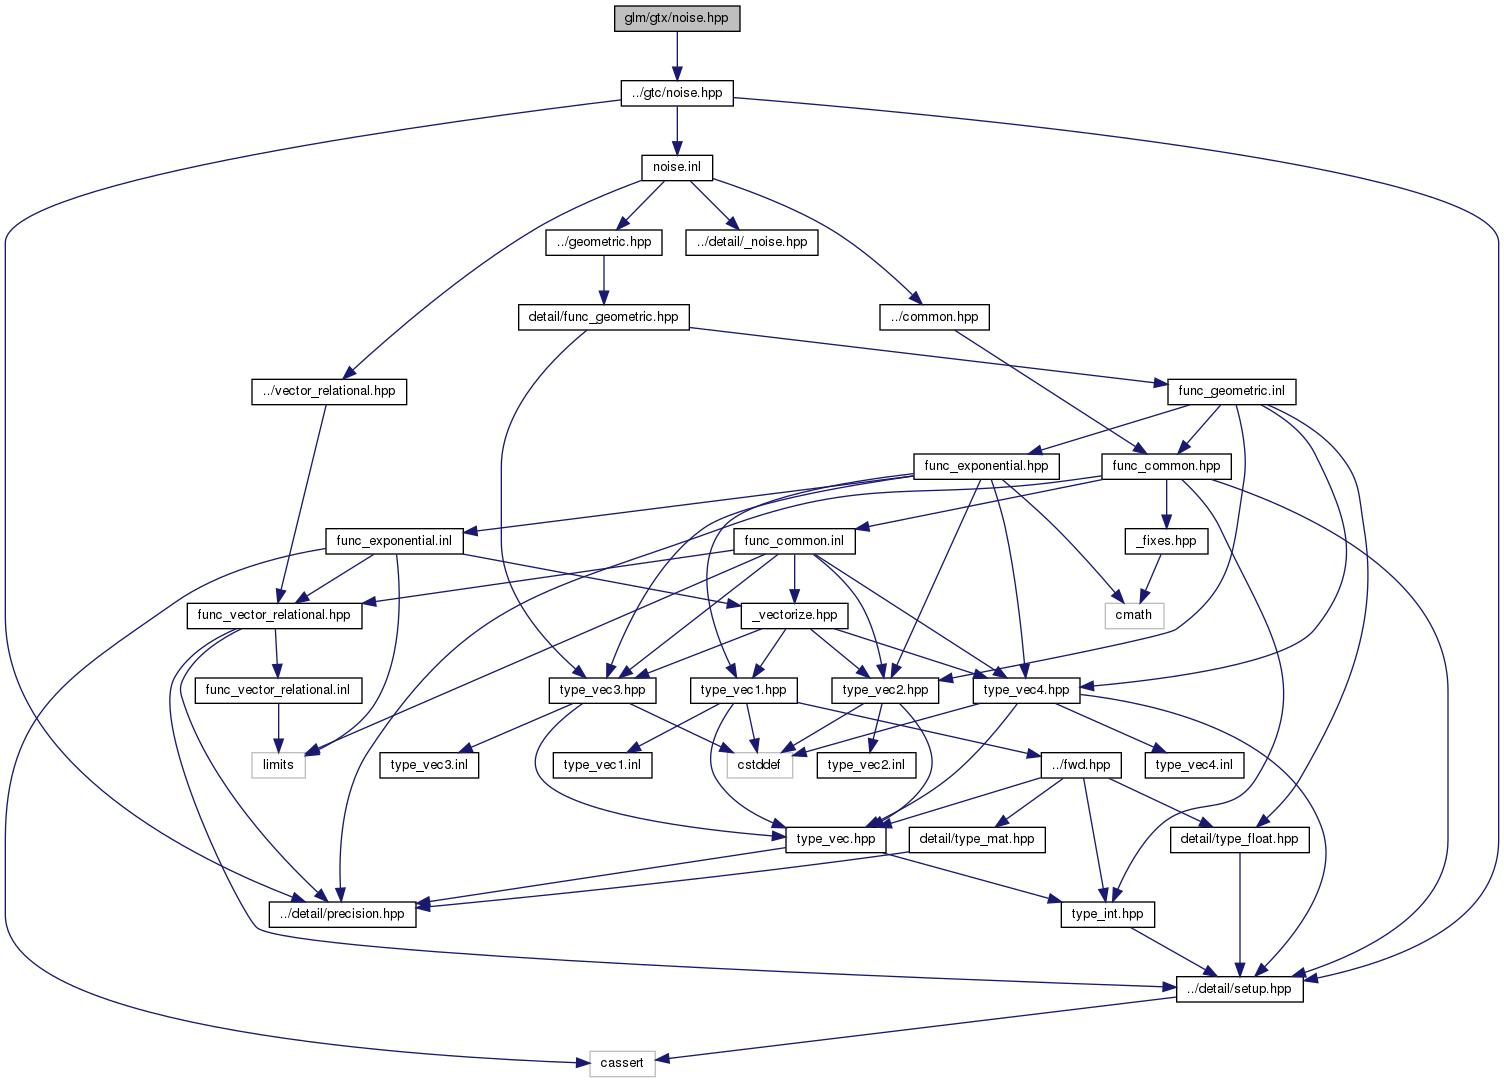 glm/gtx/noise.hpp
../gtc/noise.hpp
noise.inl
../geometric.hpp
../detail/_noise.hpp
detail/func_geometric.hpp
../common.hpp
../vector_relational.hpp
func_geometric.inl
func_exponential.hpp
func_common.hpp
func_exponential.inl
func_common.inl
_fixes.hpp
func_vector_relational.hpp
_vectorize.hpp
cmath
func_vector_relational.inl
type_vec3.hpp
type_vec1.hpp
type_vec2.hpp
type_vec4.hpp
limits
type_vec3.inl
type_vec1.inl
cstddef
type_vec2.inl
../fwd.hpp
type_vec4.inl
type_vec.hpp
detail/type_mat.hpp
detail/type_float.hpp
../detail/precision.hpp
type_int.hpp
../detail/setup.hpp
cassert